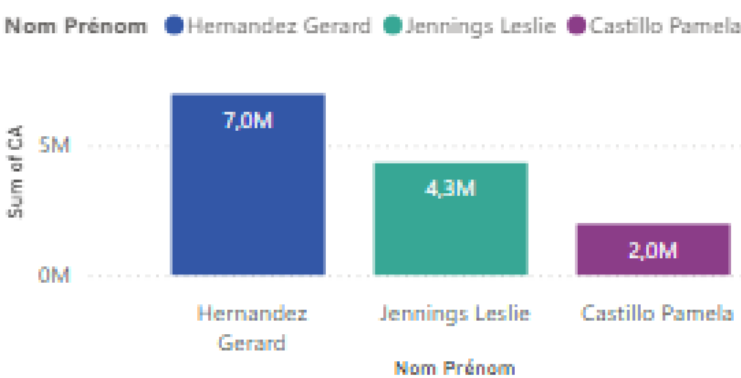 Nom Prénom Hernandez Gerard Jennings Leslie Castillo Pamela
Sum of CA
5M
0M
7,0M
4,3M
2,0M
Hernandez
Gerard
Jennings Leslie
Castillo Pamela
Nom Prénom